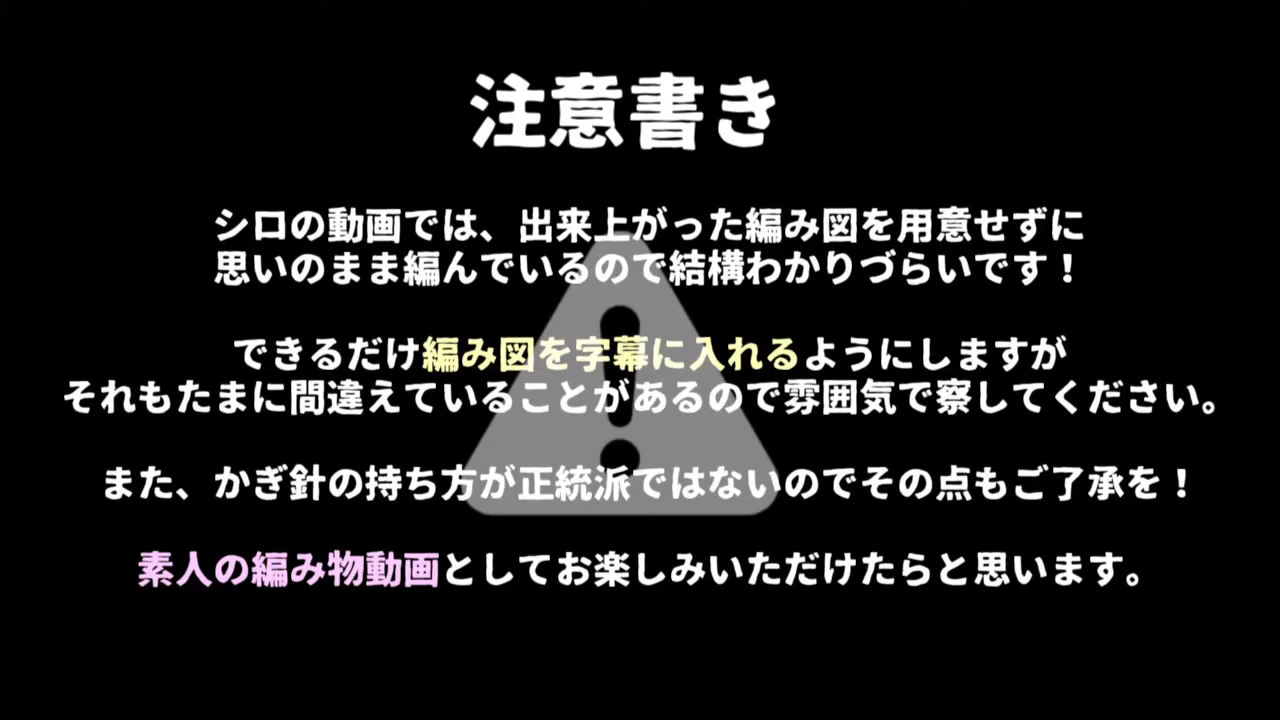 注意書き
シロの動画では、出来上がった編み図を用意せずに
思いのまま編んでいるので結構わかりづらいです！
できるだけ編み図を字幕に入れるようにしますが
それもたまに間違えていることがあるので雰囲気で察してください。
また、かぎ針の持ち方が正統派ではないのでその点もご了承を！
素人の編み物動画としてお楽しみいただけたらと思います。